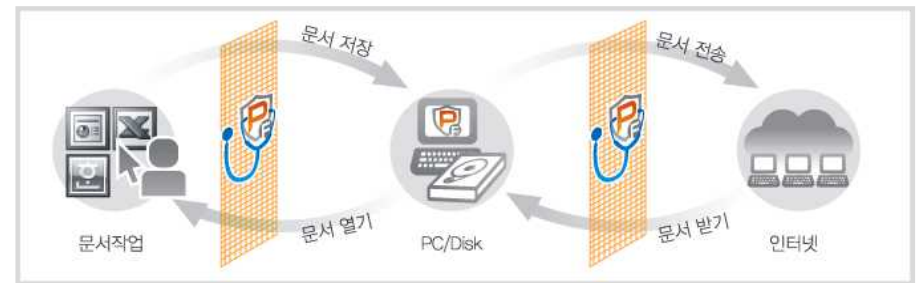 문서 저장
문서 전송
문서 열기
문서 받기
문서작업
PC/Disk
인터넷